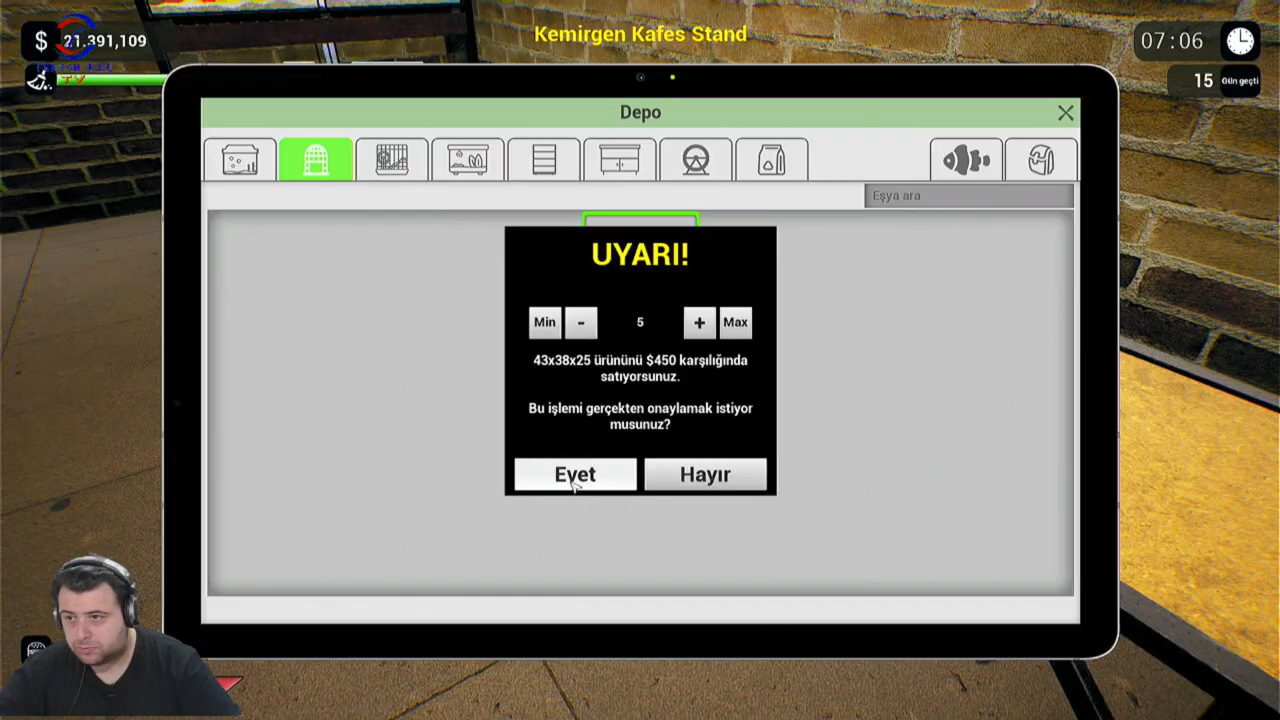 $ 21,391,109
TV
Kemirgen Kafes Stand
07:06
15 Gün geçti
Depo
Eşya ara
UYARI!
Min - 5 + Max
43x38x25 ürününü $450 karşılığında
satıyorsunuz.
Bu işlemi gerçekten onaylamak istiyor
musunuz?
Evet Hayır